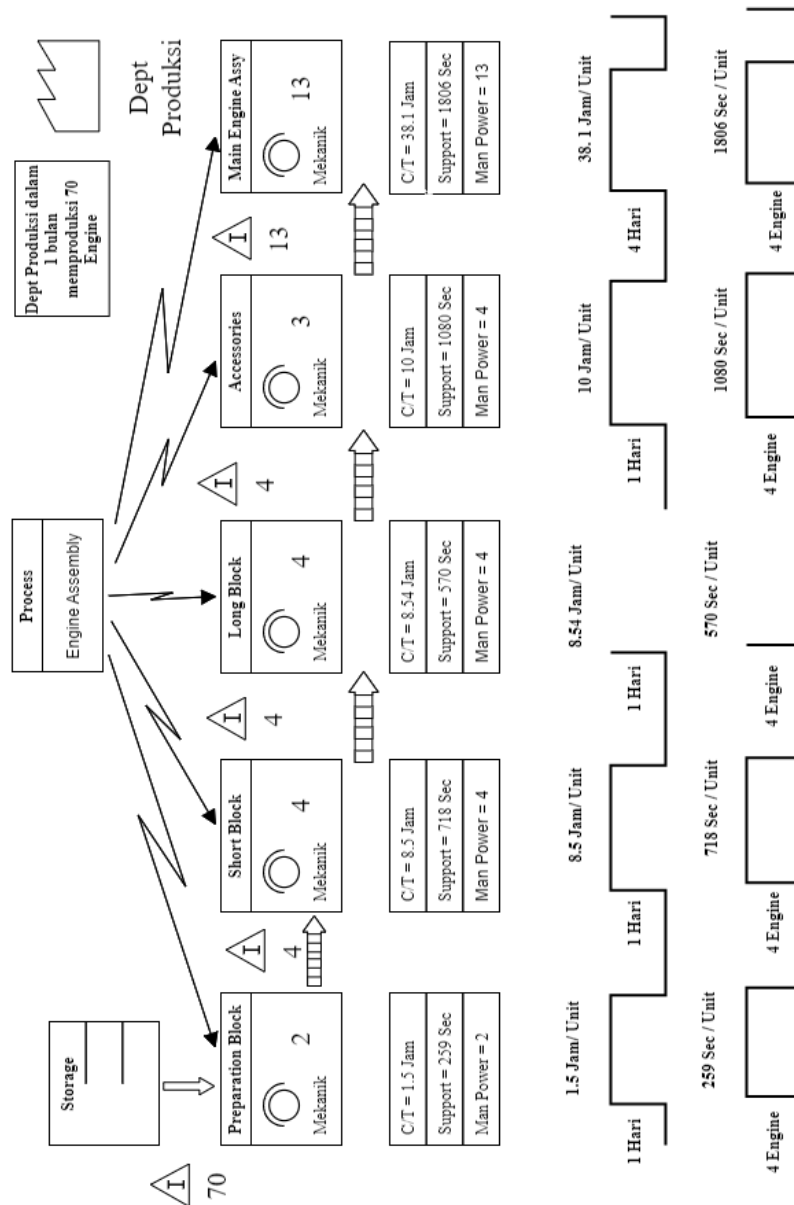 Storage
I
70
Process
Engine Assembly
Dept Produksi dalam
1 bulan
memproduksi 70
Engine
Dept
Produksi
Preparation Block
2
Mekanik
I
4
Short Block
4
Mekanik
I
4
Long Block
4
Mekanik
I
4
Accessories
3
Mekanik
I
13
Main Engine Assy
13
Mekanik
C/T = 1.5 Jam
Support = 259 Sec
Man Power = 2
C/T = 8.5 Jam
Support = 718 Sec
Man Power = 4
C/T = 8.54 Jam
Support = 570 Sec
Man Power = 4
C/T = 10 Jam
Support = 1080 Sec
Man Power = 4
C/T = 38.1 Jam
Support = 1806 Sec
Man Power = 13
1 Hari
1.5 Jam/ Unit
1 Hari
8.5 Jam/ Unit
1 Hari
8.54 Jam/ Unit
1 Hari
10 Jam/ Unit
4 Hari
38.1 Jam/ Unit
4 Engine
259 Sec / Unit
4 Engine
718 Sec / Unit
4 Engine
570 Sec / Unit
4 Engine
1080 Sec / Unit
4 Engine
1806 Sec / Unit